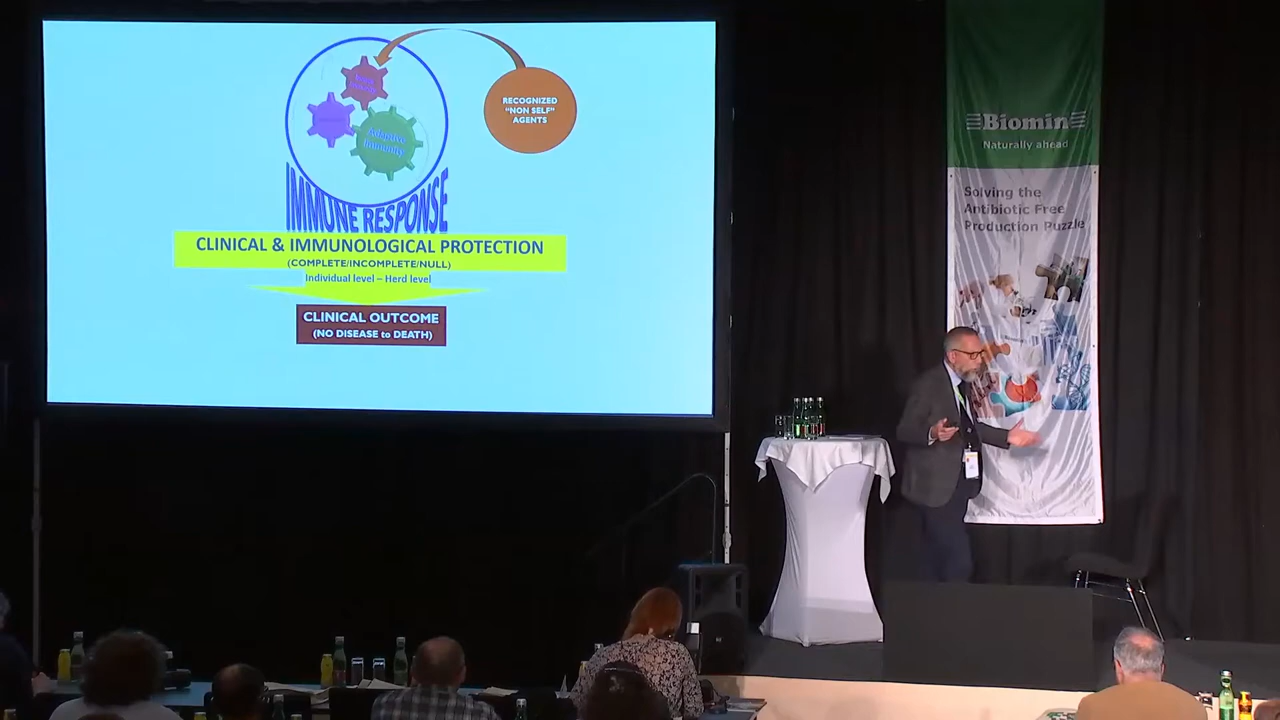 RECOGNIZED
"NON SELF"
AGENTS
Adaptive
Immunity
IMMUNE RESPONSE
CLINICAL & IMMUNOLOGICAL PROTECTION
(COMPLETE/INCOMPLETE/NULL)
Individual level – Herd level
CLINICAL OUTCOME
(NO DISEASE to DEATH)
Biomin
Naturally ahead
Solving the
Antibiotic Free
Production Puzzle